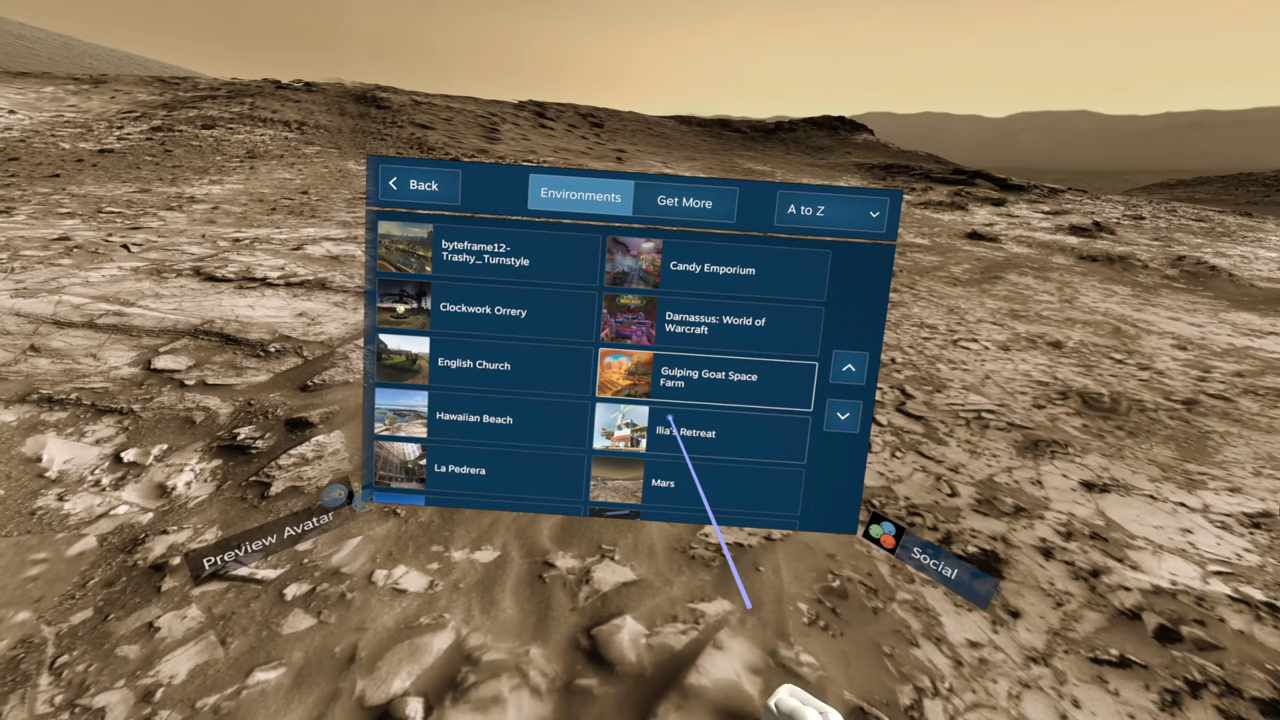 Back
Environments
Get More
A to Z
byteframe12-
Trashy_Turnstyle
Candy Emporium
Clockwork Orrery
Darnassus: World of
Warcraft
English Church
Gulping Goat Space
Farm
Hawaiian Beach
Ilia's Retreat
La Pedrera
Mars
Preview Avatar
Social